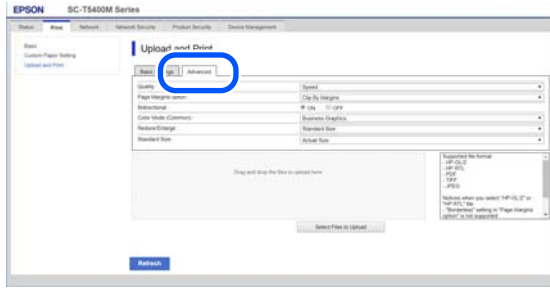 EPSON SC-T5400M Series
Status Print Network Network Security Product Security Device Management
Basic
Custom Paper Setting
Upload and Print
Upload and Print
Basic Advanced
Quality : Speed
Page Margins option : Clip By Margins
Bidirectional : ON OFF
Color Mode (Common) : Business Graphics
Reduce/Enlarge : Standard Size
Standard Size : Actual Size
Drag and drop the files to upload here.
Supported file format
- HP-GL/2
- HP RTL
- PDF
- TIFF
- JPEG
Notices when you select "HP-GL/2" or
"HP RTL" file
- "Borderless" setting in "Page Margins
option" is not supported
Select Files to Upload
Refresh